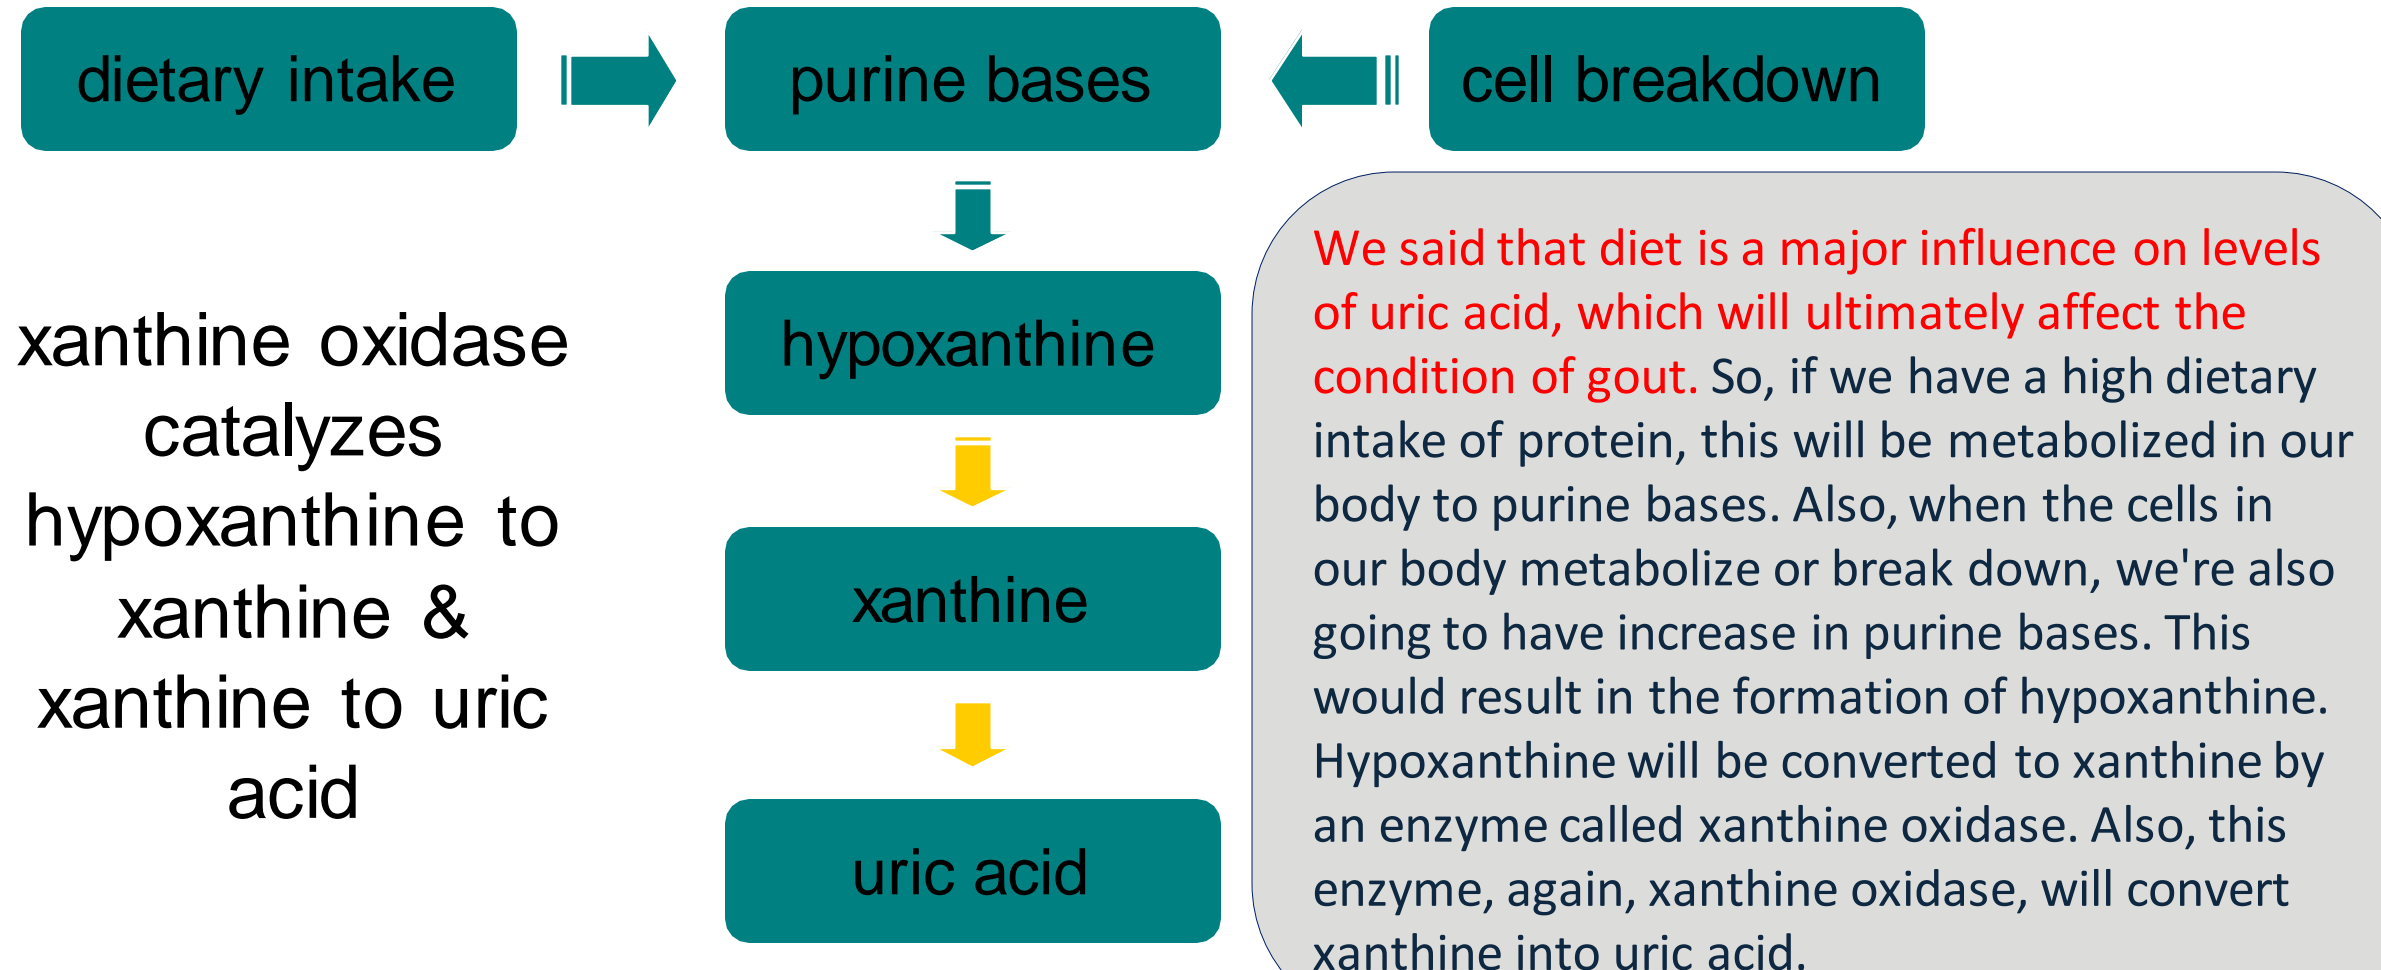 dietary intake
purine bases
cell breakdown
hypoxanthine
xanthine
uric acid
xanthine oxidase
catalyzes
hypoxanthine to
xanthine &
xanthine to uric
acid
We said that diet is a major influence on levels
of uric acid, which will ultimately affect the
condition of gout. So, if we have a high dietary
intake of protein, this will be metabolized in our
body to purine bases. Also, when the cells in
our body metabolize or break down, we're also
going to have increase in purine bases. This
would result in the formation of hypoxanthine.
Hypoxanthine will be converted to xanthine by
an enzyme called xanthine oxidase. Also, this
enzyme, again, xanthine oxidase, will convert
xanthine into uric acid.